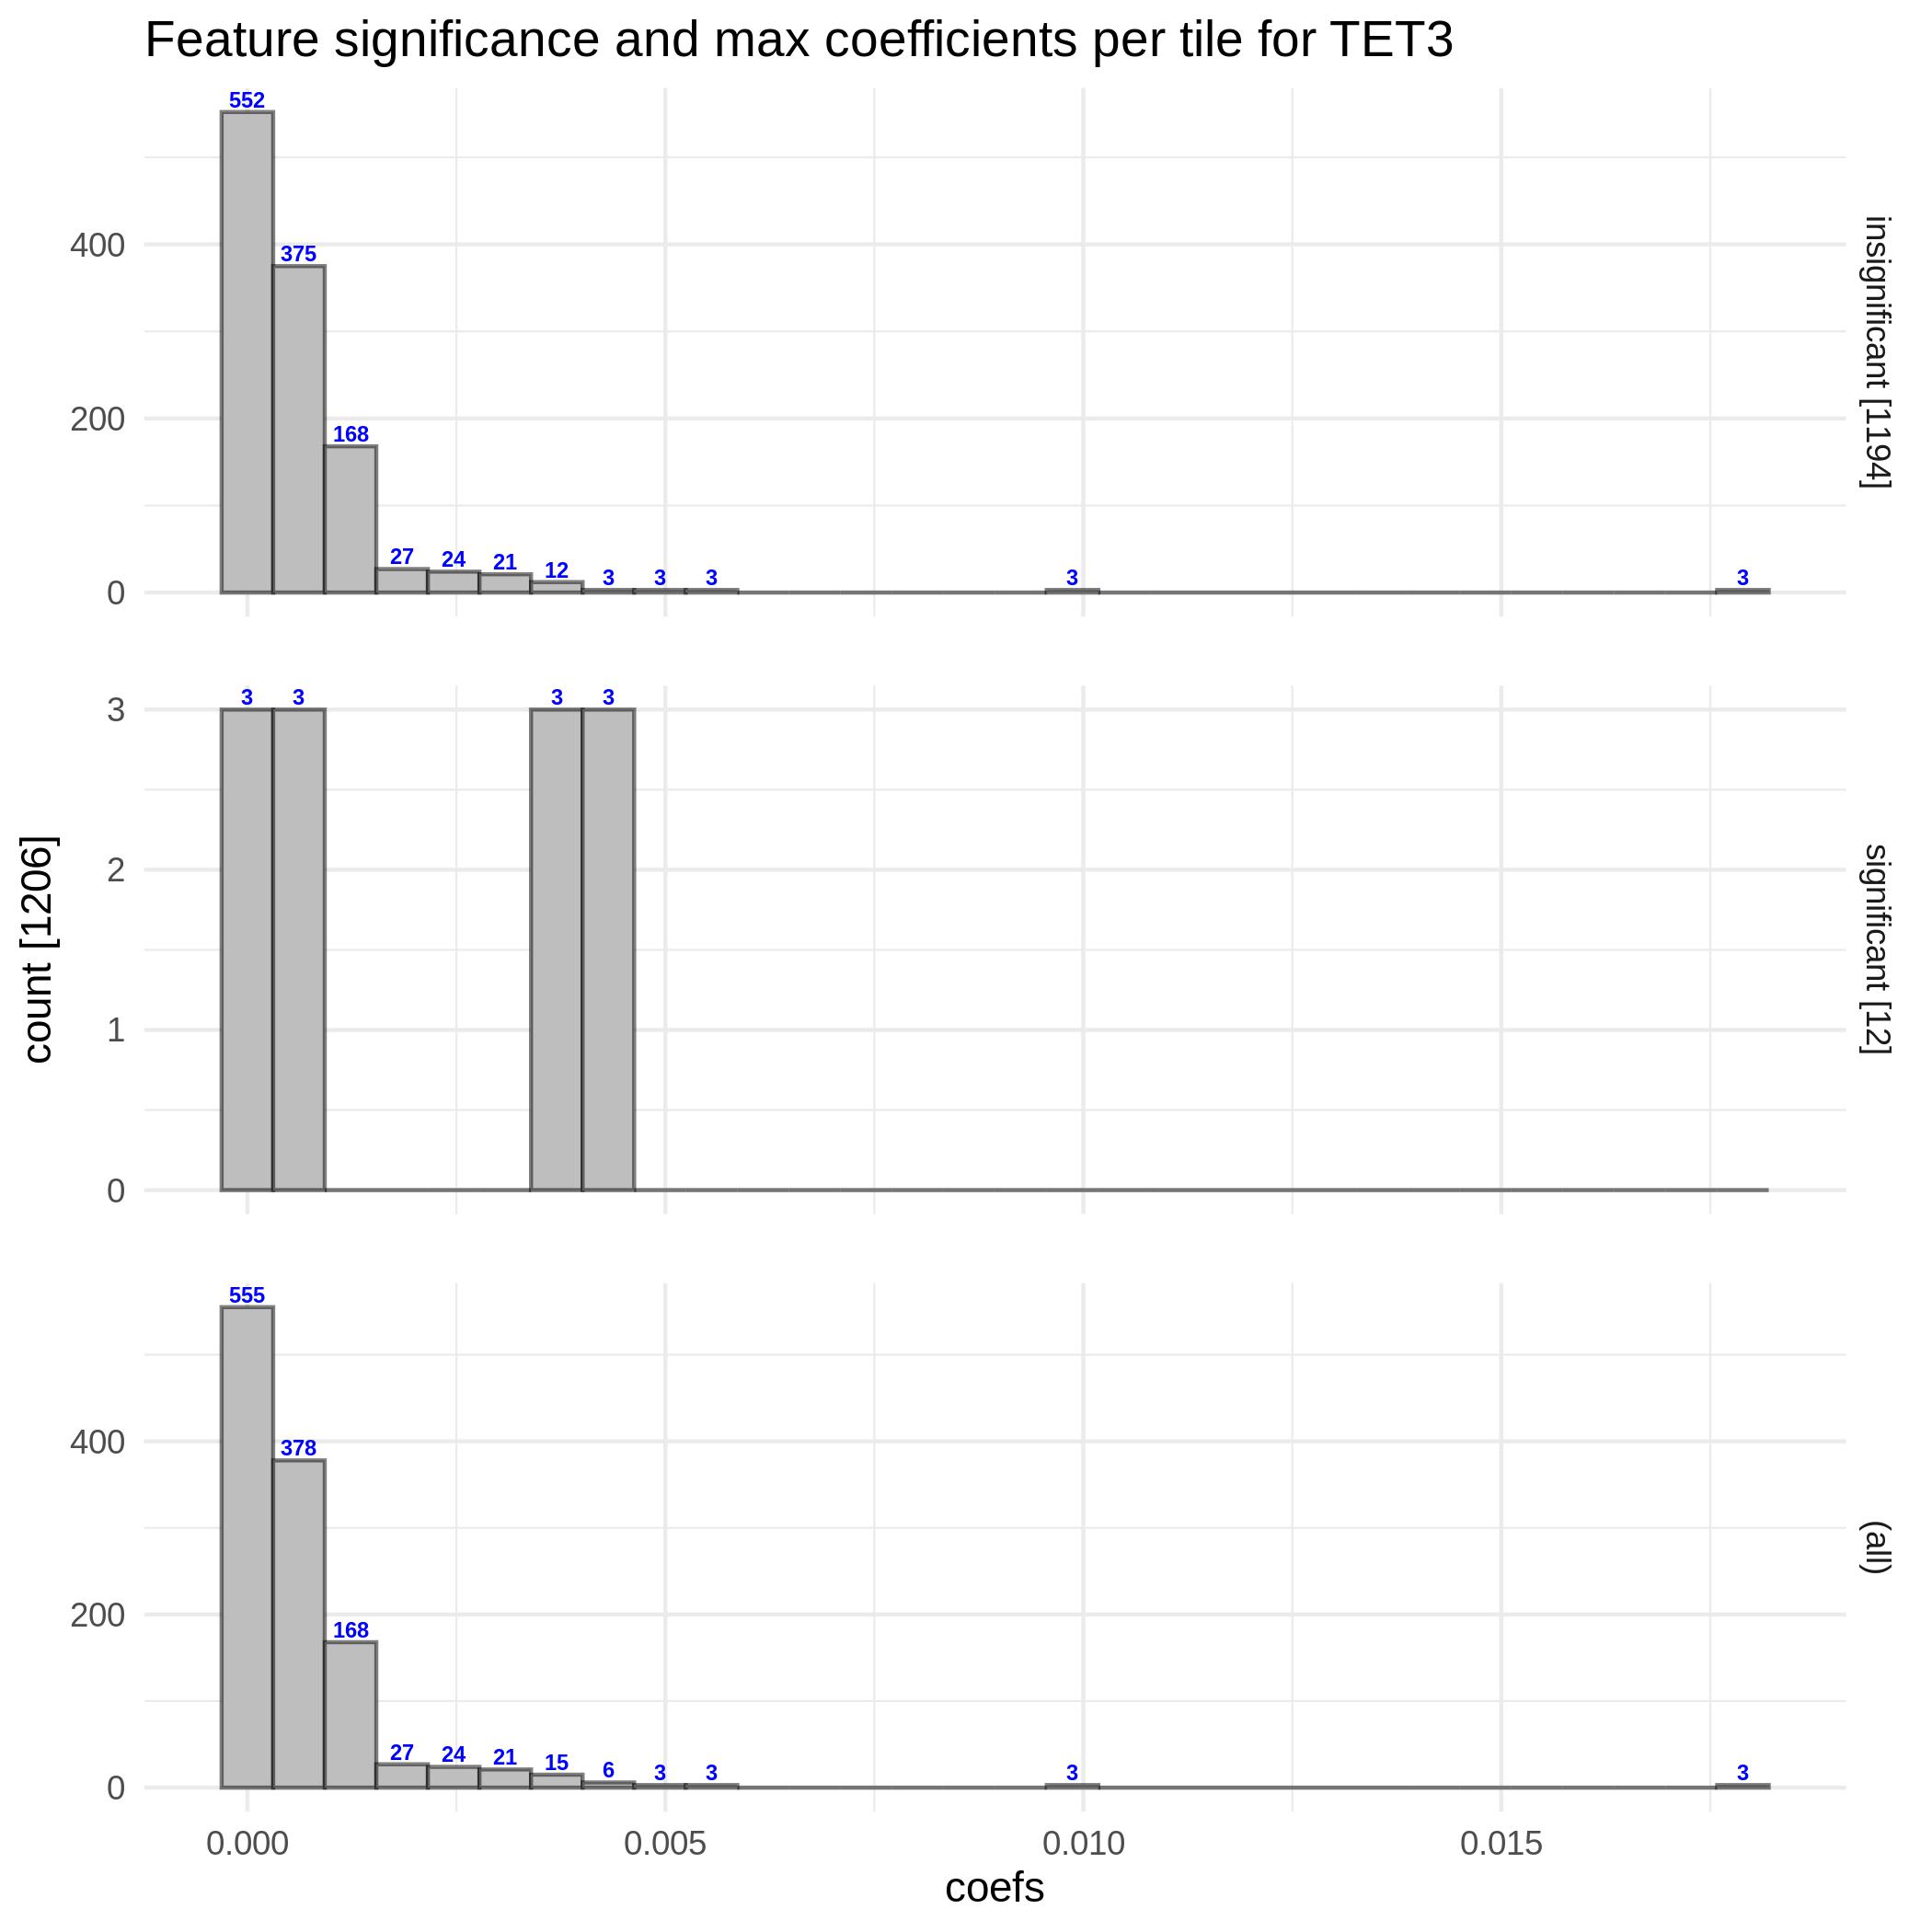 Feature significance and max coefficients per tile for TET3
552
375
168
27 24 21 12 3 3 3 3 3
400
200
0
insignificant [1194]
3 3 3 3
3
2
1
0
significant [12]
count [1206]
555
378
168
27 24 21 15 6 3 3 3 3
400
200
0
(all)
0.000 0.005 0.010 0.015
coefs